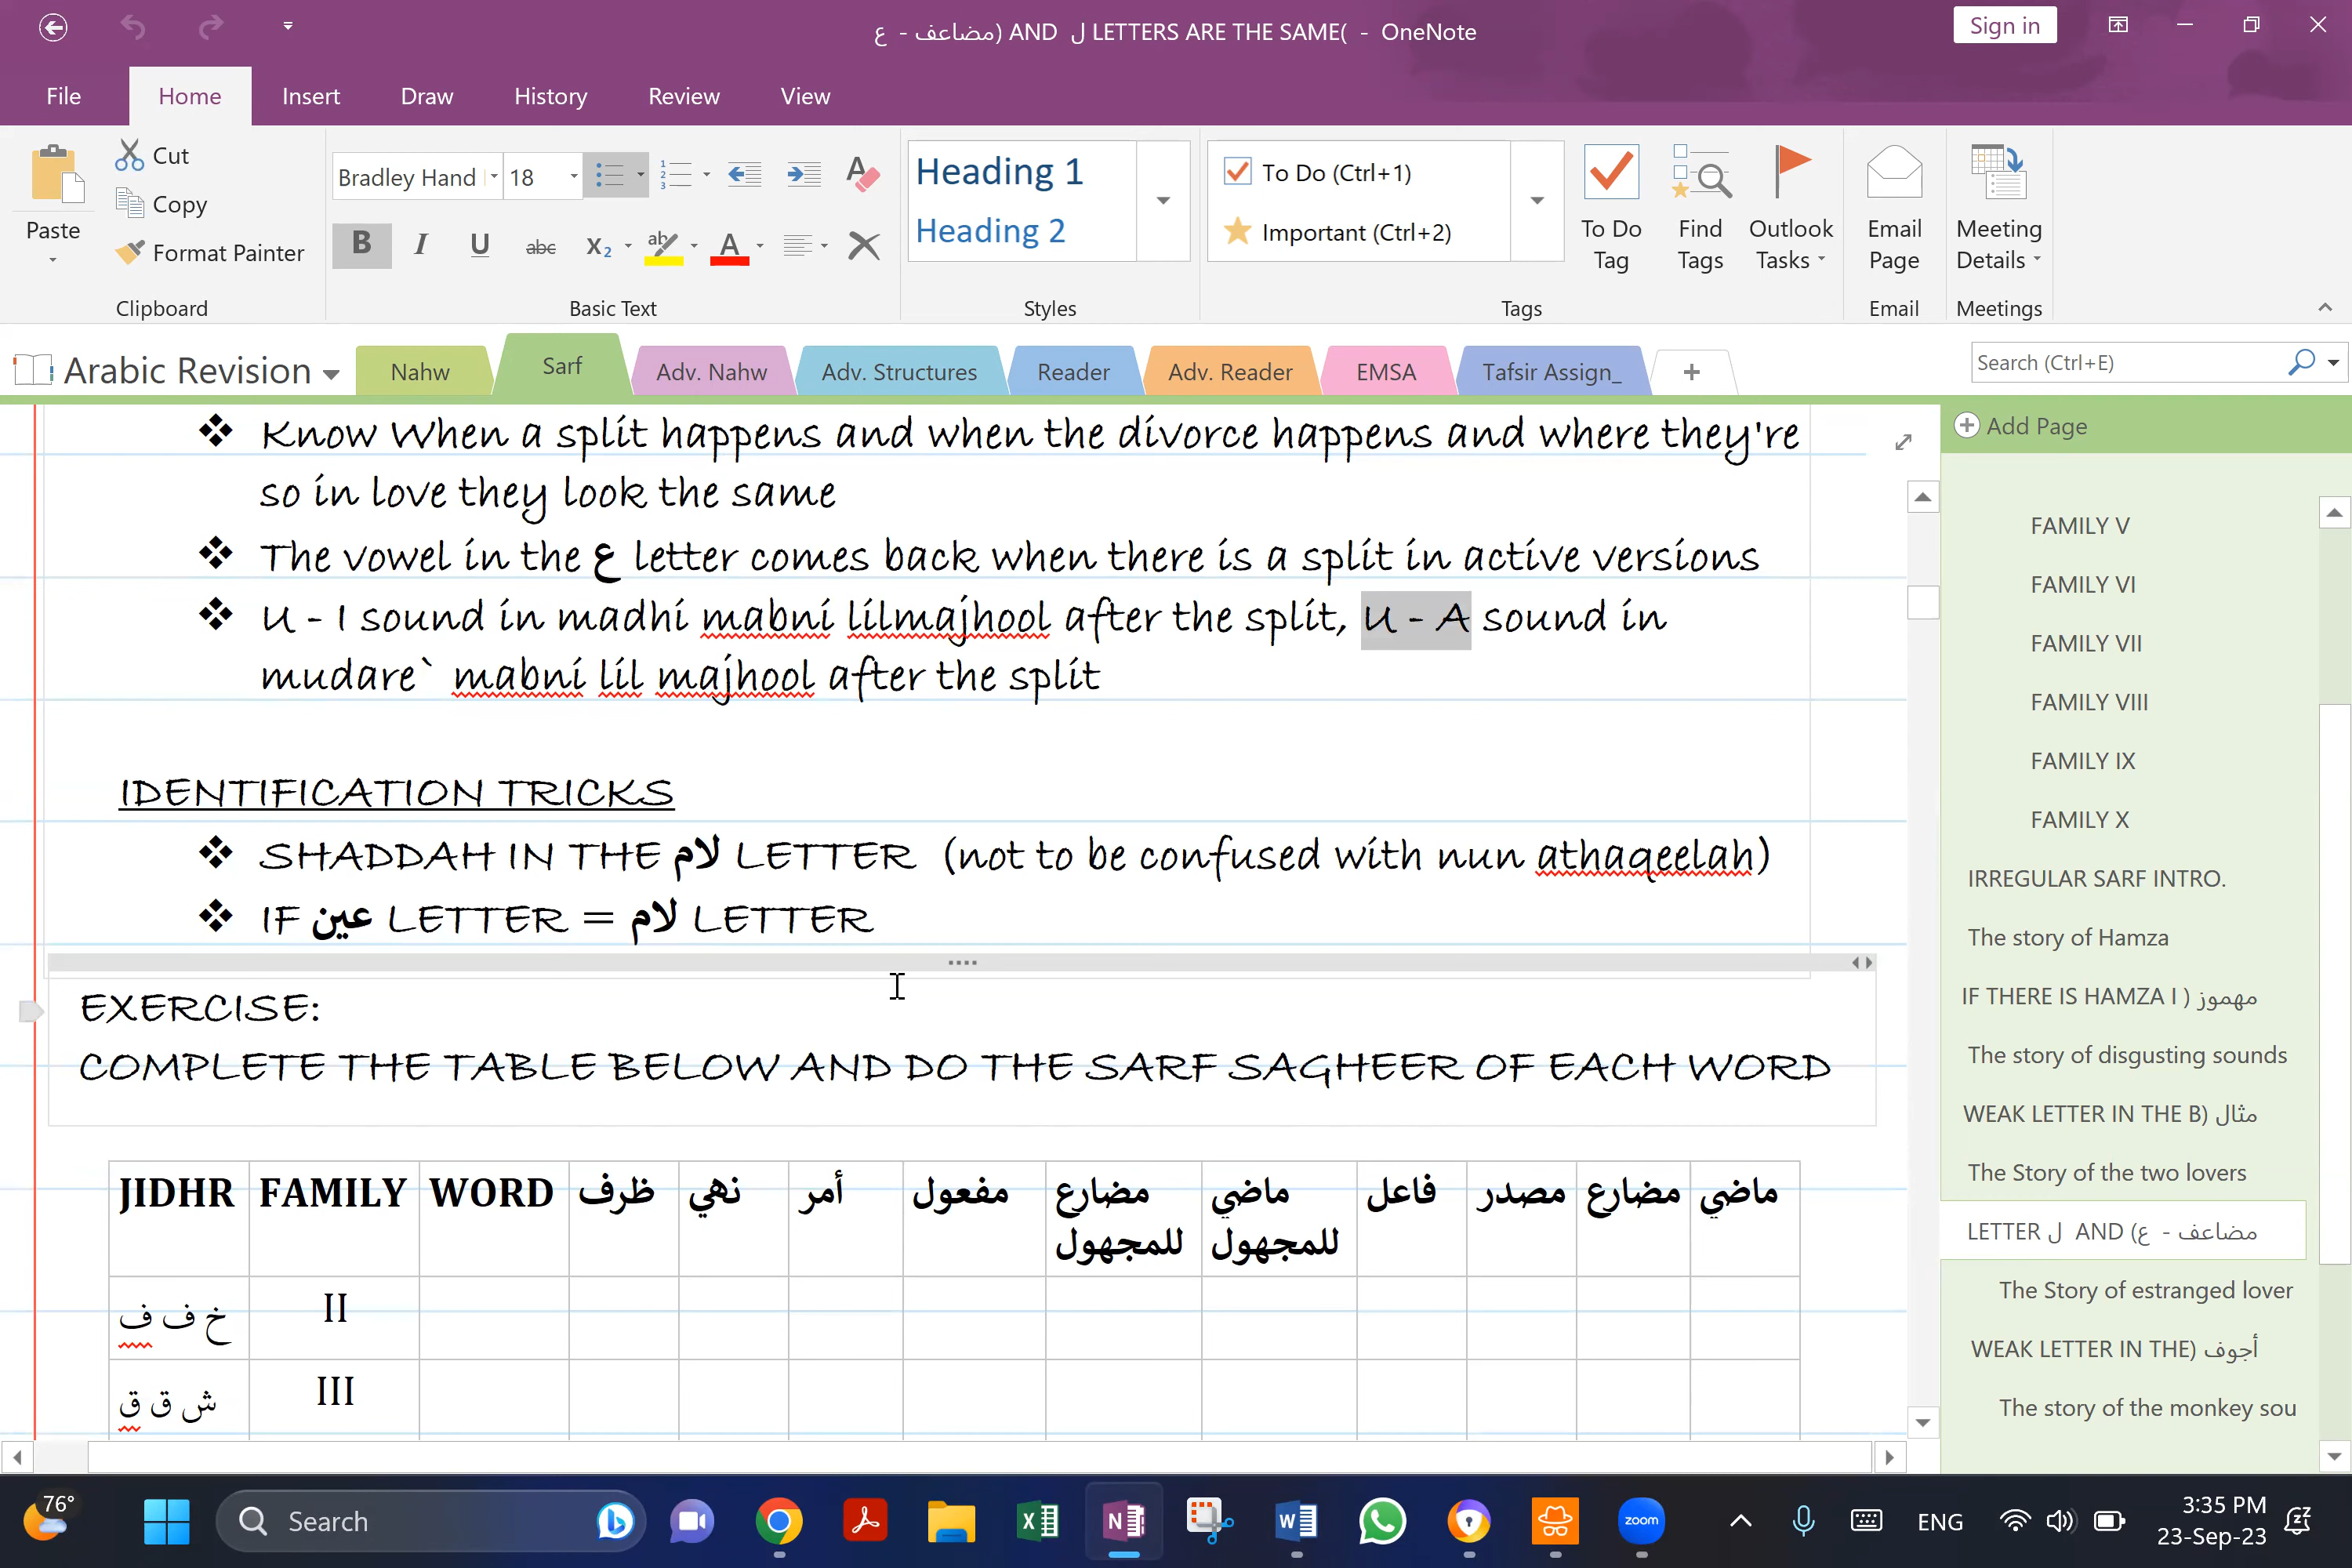 مضاعف - ع) AND ل LETTERS ARE THE SAME( - OneNote
Sign in
File Home Insert Draw History Review View
Paste
Cut
Copy
Format Painter
Clipboard
Bradley Hand 18
B I U abc X2 ab A
Basic Text
Heading 1
Heading 2
Styles
To Do (Ctrl+1)
Important (Ctrl+2)
To Do Tag
Find Tags
Outlook Tasks
Tags
Email Page
Email
Meeting Details
Meetings
Arabic Revision
Nahw Sarf Adv. Nahw Adv. Structures Reader Adv. Reader EMSA Tafsir Assign_ +
Search (Ctrl+E)
Know When a split happens and when the divorce happens and where they're
so in love they look the same
The vowel in the ع letter comes back when there is a split in active versions
U - I sound in madhi mabni lilmajhool after the split, U - A sound in
mudare` mabni lil majhool after the split
IDENTIFICATION TRICKS
SHADDAH IN THE لام LETTER (not to be confused with nun athaqeelah)
IF عين LETTER = لام LETTER
EXERCISE:
COMPLETE THE TABLE BELOW AND DO THE SARF SAGHEER OF EACH WORD
JIDHR FAMILY WORD ظرف نهي أمر مفعول مضارع للمجهول ماضي للمجهول فاعل مصدر مضارع ماضي
خ ف ف II
ش ق ق III
Add Page
FAMILY V
FAMILY VI
FAMILY VII
FAMILY VIII
FAMILY IX
FAMILY X
IRREGULAR SARF INTRO.
The story of Hamza
IF THERE IS HAMZA I ) مهموز
The story of disgusting sounds
WEAK LETTER IN THE B) مثال
The Story of the two lovers
LETTER ل AND (مضاعف - ع
The Story of estranged lover
WEAK LETTER IN THE) أجوف
The story of the monkey sou
76°
Search
zoom
ENG
3:35 PM
23-Sep-23